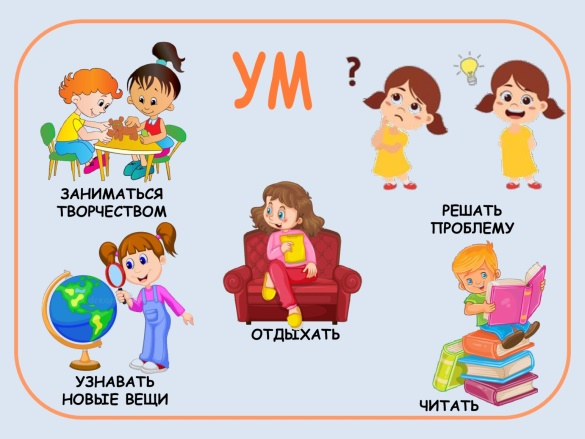 УМ
?
ЗАНИМАТЬСЯ
ТВОРЧЕСТВОМ
РЕШАТЬ
ПРОБЛЕМУ
ОТДЫХАТЬ
УЗНАВАТЬ
НОВЫЕ ВЕЩИ
ЧИТАТЬ